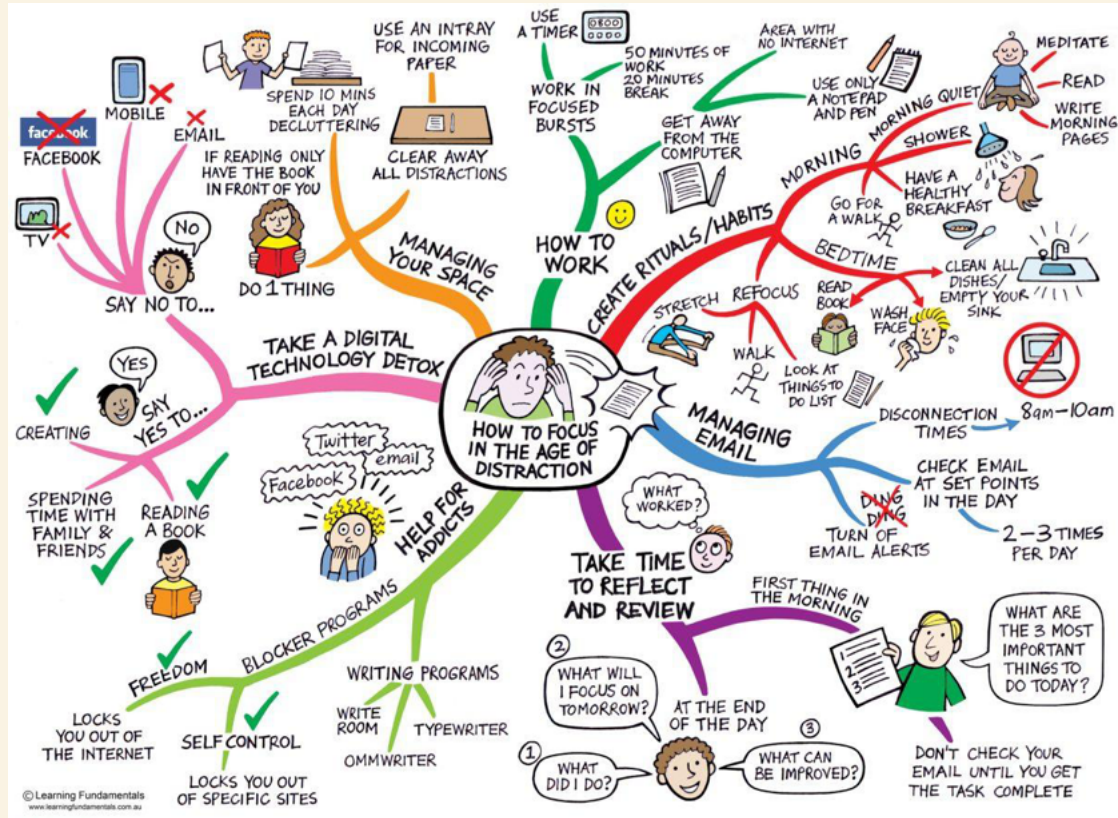 HOW TO FOCUS
IN THE AGE OF
DISTRACTION
HOW TO
WORK
WORK IN
FOCUSED
BURSTS
USE
A TIMER
50 MINUTES OF
WORK
20 MINUTES
BREAK
GET AWAY
FROM THE
COMPUTER
AREA WITH
NO INTERNET
USE ONLY
A NOTEPAD
AND PEN
CREATE RITUALS/HABITS
MORNING
MORNING QUIET
MEDITATE
READ
WRITE
MORNING
PAGES
SHOWER
HAVE A
HEALTHY
BREAKFAST
GO FOR
A WALK
BEDTIME
CLEAN ALL
DISHES/
EMPTY YOUR
SINK
WASH
FACE
READ
BOOK
REFOCUS
STRETCH
WALK
LOOK AT
THINGS TO
DO LIST
MANAGING
EMAIL
DISCONNECTION
TIMES
8am-10am
CHECK EMAIL
AT SET POINTS
IN THE DAY
2-3 TIMES
PER DAY
DING
DING
TURN OF
EMAIL ALERTS
TAKE TIME
TO REFLECT
AND REVIEW
WHAT
WORKED?
FIRST THING IN
THE MORNING
1
2
3
WHAT ARE
THE 3 MOST
IMPORTANT
THINGS TO
DO TODAY?
DON'T CHECK YOUR
EMAIL UNTIL YOU GET
THE TASK COMPLETE
AT THE END
OF THE DAY
1
WHAT
DID I DO?
2
WHAT WILL
I FOCUS ON
TOMORROW?
3
WHAT CAN
BE IMPROVED?
HELP FOR
ADDICTS
Twitter
email
Facebook
WRITING PROGRAMS
WRITE
ROOM
OMMWRITER
TYPEWRITER
BLOCKER PROGRAMS
SELF CONTROL
LOCKS YOU OUT
OF SPECIFIC SITES
FREEDOM
LOCKS
YOU OUT OF
THE INTERNET
TAKE A DIGITAL
TECHNOLOGY DETOX
YES
SAY
YES TO...
CREATING
SPENDING
TIME WITH
FAMILY &
FRIENDS
READING
A BOOK
NO
SAY NO TO...
TV
facebook
FACEBOOK
MOBILE
EMAIL
MANAGING
YOUR SPACE
IF READING ONLY
HAVE THE BOOK
IN FRONT OF YOU
DO 1 THING
SPEND 10 MINS
EACH DAY
DECLUTTERING
USE AN INTRAY
FOR INCOMING
PAPER
CLEAR AWAY
ALL DISTRACTIONS
© Learning Fundamentals
www.learningfundamentals.com.au